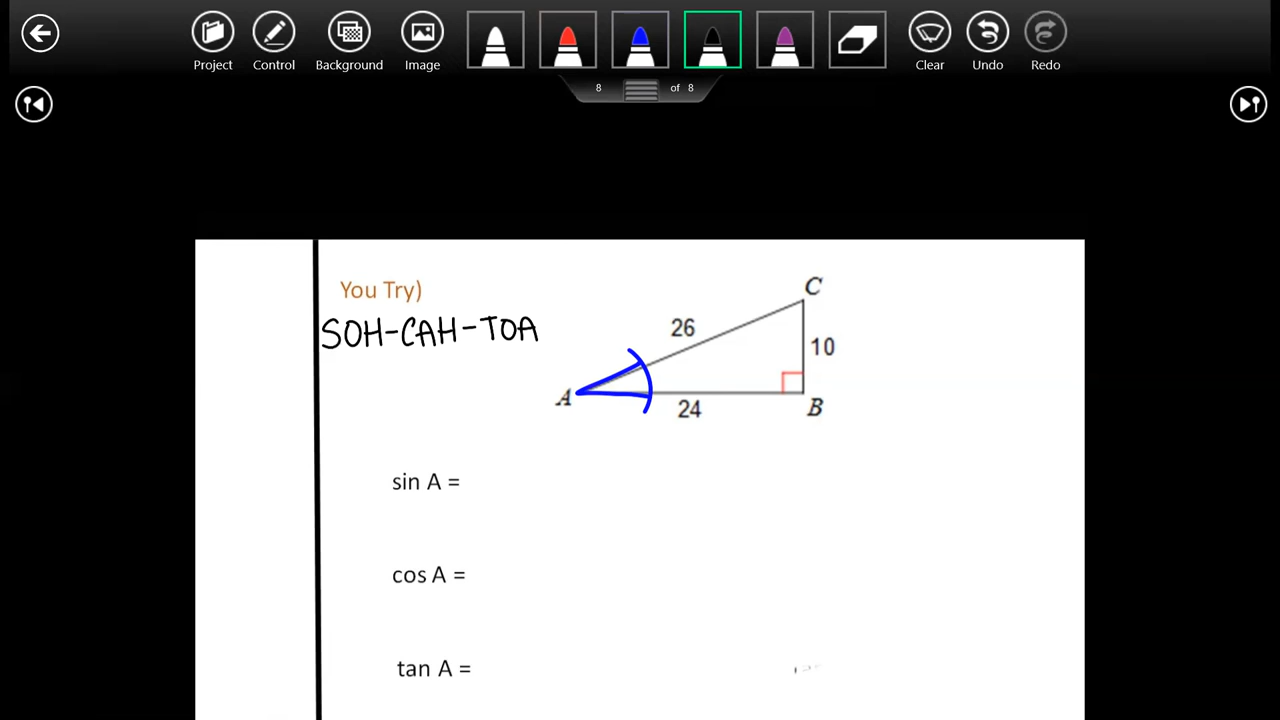 Project Control Background Image Clear Undo Redo
8 of 8
You Try)
SOH-CAH-TOA
C
26
10
A
24
B
sin A =
cos A =
tan A =